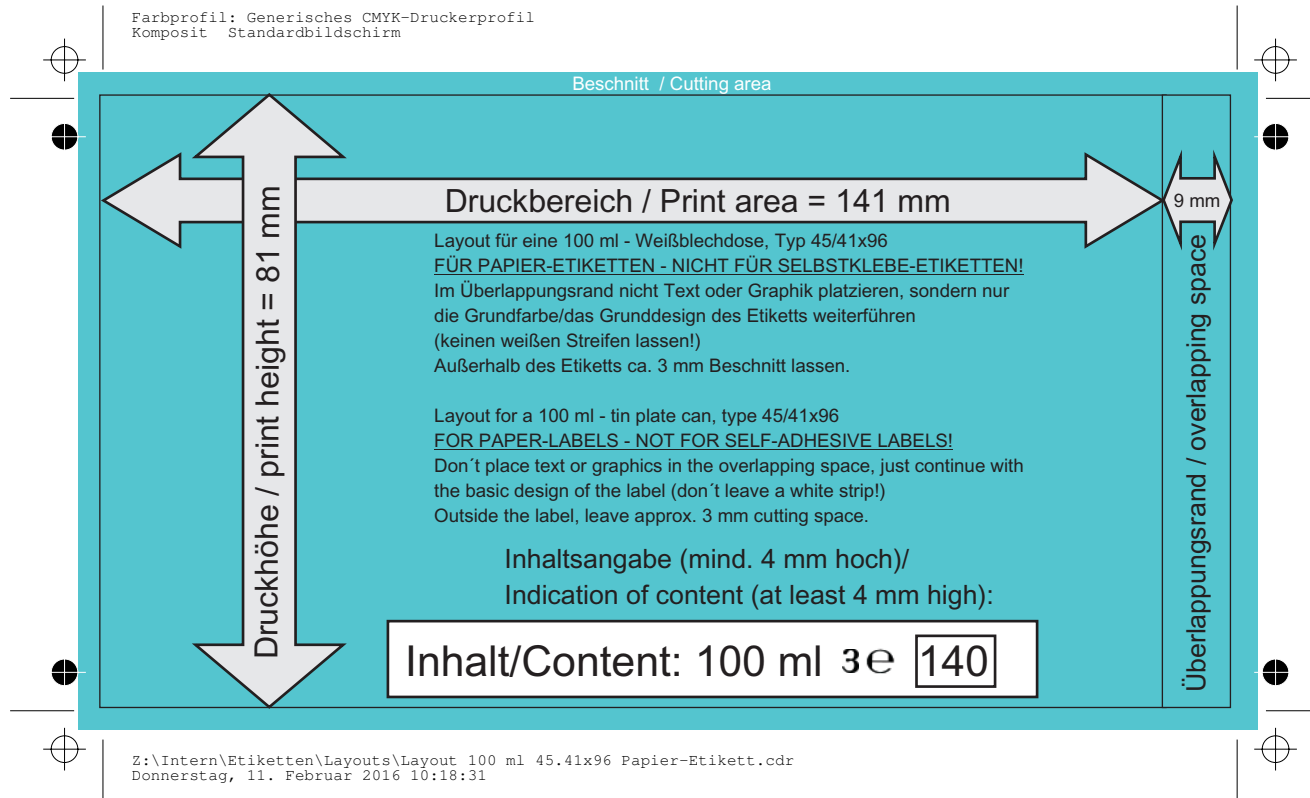 Farbprofil: Generisches CMYK-Druckerprofil
Komposit  Standardbildschirm
Beschnitt / Cutting area
Druckbereich / Print area = 141 mm
9 mm
Druckhöhe / print height = 81 mm
Layout für eine 100 ml - Weißblechdose, Typ 45/41x96
FÜR PAPIER-ETIKETTEN - NICHT FÜR SELBSTKLEBE-ETIKETTEN!
Im Überlappungsrand nicht Text oder Graphik platzieren, sondern nur
die Grundfarbe/das Grunddesign des Etiketts weiterführen
(keinen weißen Streifen lassen!)
Außerhalb des Etiketts ca. 3 mm Beschnitt lassen.
Layout for a 100 ml - tin plate can, type 45/41x96
FOR PAPER-LABELS - NOT FOR SELF-ADHESIVE LABELS!
Don´t place text or graphics in the overlapping space, just continue with
the basic design of the label (don´t leave a white strip!)
Outside the label, leave approx. 3 mm cutting space.
Überlappungsrand / overlapping space
Inhaltsangabe (mind. 4 mm hoch)/
Indication of content (at least 4 mm high):
Inhalt/Content: 100 ml 3℮ 140
Z:\Intern\Etiketten\Layouts\Layout 100 ml 45.41x96 Papier-Etikett.cdr
Donnerstag, 11. Februar 2016 10:18:31